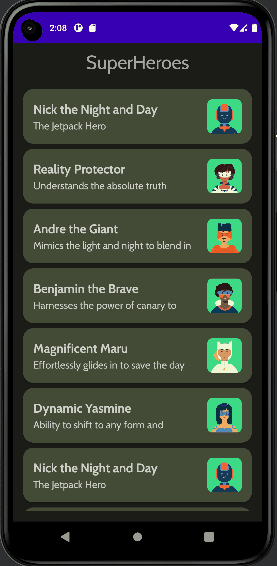 2:08
SuperHeroes
Nick the Night and Day
The Jetpack Hero
Reality Protector
Understands the absolute truth
Andre the Giant
Mimics the light and night to blend in
Benjamin the Brave
Harnesses the power of canary to
Magnificent Maru
Effortlessly glides in to save the day
Dynamic Yasmine
Ability to shift to any form and
Nick the Night and Day
The Jetpack Hero